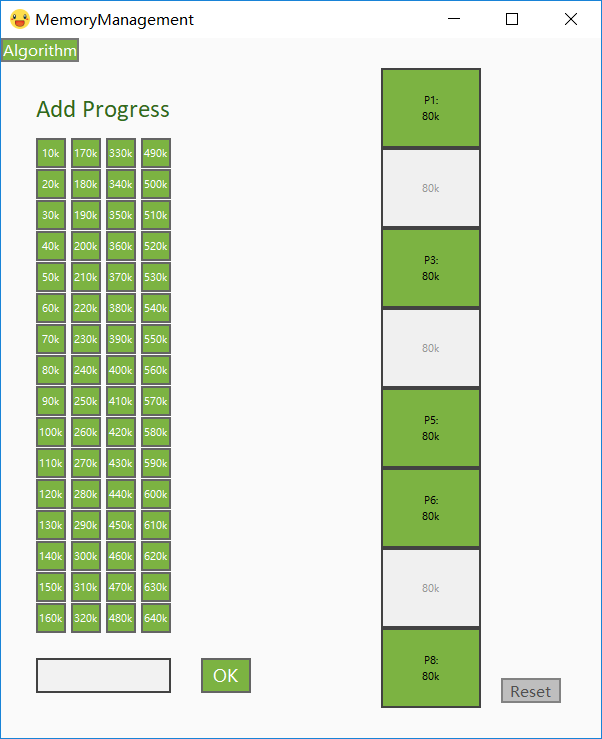 MemoryManagement
Algorithm
Add Progress
10k 170k 330k 490k
20k 180k 340k 500k
30k 190k 350k 510k
40k 200k 360k 520k
50k 210k 370k 530k
60k 220k 380k 540k
70k 230k 390k 550k
80k 240k 400k 560k
90k 250k 410k 570k
100k 260k 420k 580k
110k 270k 430k 590k
120k 280k 440k 600k
130k 290k 450k 610k
140k 300k 460k 620k
150k 310k 470k 630k
160k 320k 480k 640k
OK
P1:
80k
80k
P3:
80k
80k
P5:
80k
P6:
80k
80k
P8:
80k
Reset